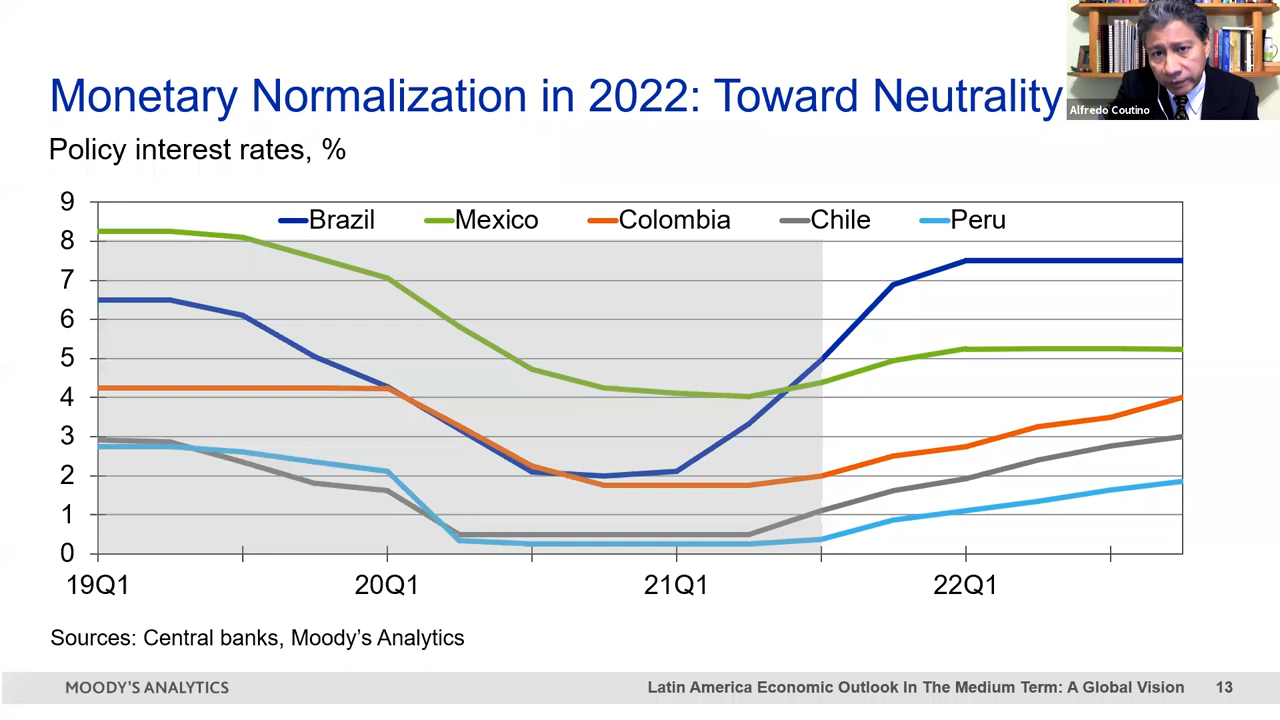 Monetary Normalization in 2022: Toward Neutrality
Alfredo Coutino
Policy interest rates, %
Brazil Mexico Colombia Chile Peru
9
8
7
6
5
4
3
2
1
0
19Q1 20Q1 21Q1 22Q1
Sources: Central banks, Moody's Analytics
MOODY'S ANALYTICS Latin America Economic Outlook In The Medium Term: A Global Vision 13